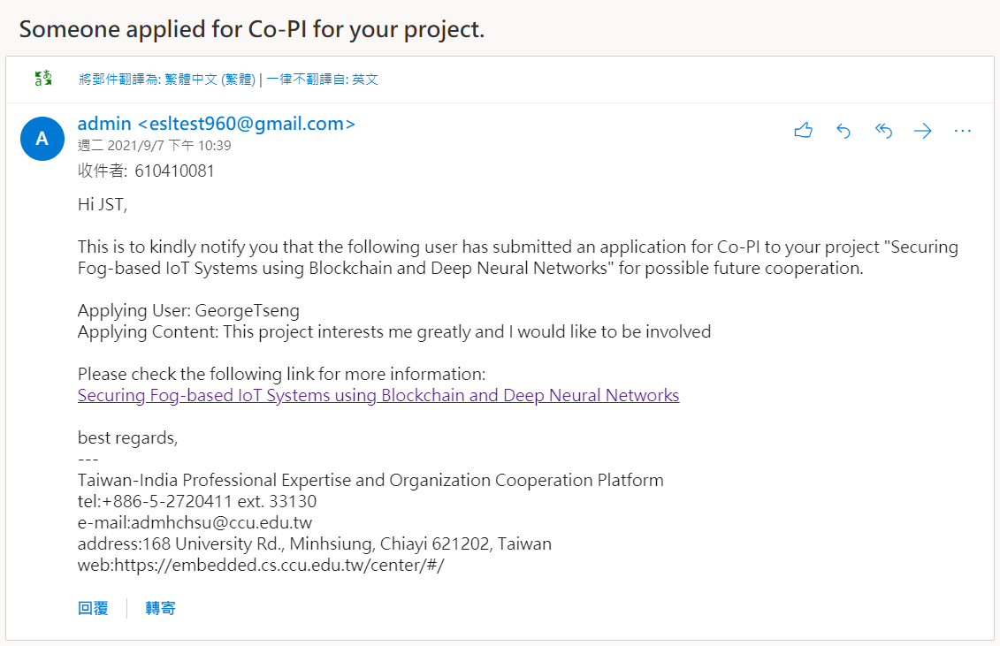 Someone applied for Co-PI for your project.
將郵件翻譯為: 繁體中文 (繁體) | 一律不翻譯自: 英文
A
admin <esltest960@gmail.com>
週二 2021/9/7 下午 10:39
收件者: 610410081
Hi JST,
This is to kindly notify you that the following user has submitted an application for Co-PI to your project "Securing
Fog-based IoT Systems using Blockchain and Deep Neural Networks" for possible future cooperation.
Applying User: GeorgeTseng
Applying Content: This project interests me greatly and I would like to be involved
Please check the following link for more information:
Securing Fog-based IoT Systems using Blockchain and Deep Neural Networks
best regards,
---
Taiwan-India Professional Expertise and Organization Cooperation Platform
tel:+886-5-2720411 ext. 33130
e-mail:admhchsu@ccu.edu.tw
address:168 University Rd., Minhsiung, Chiayi 621202, Taiwan
web:https://embedded.cs.ccu.edu.tw/center/#/
回覆 | 轉寄